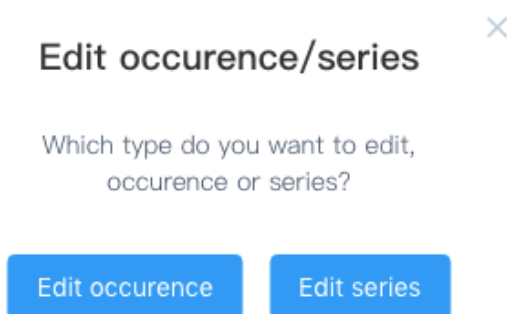 Edit occurence/series
Which type do you want to edit,
occurence or series?
Edit occurence
Edit series